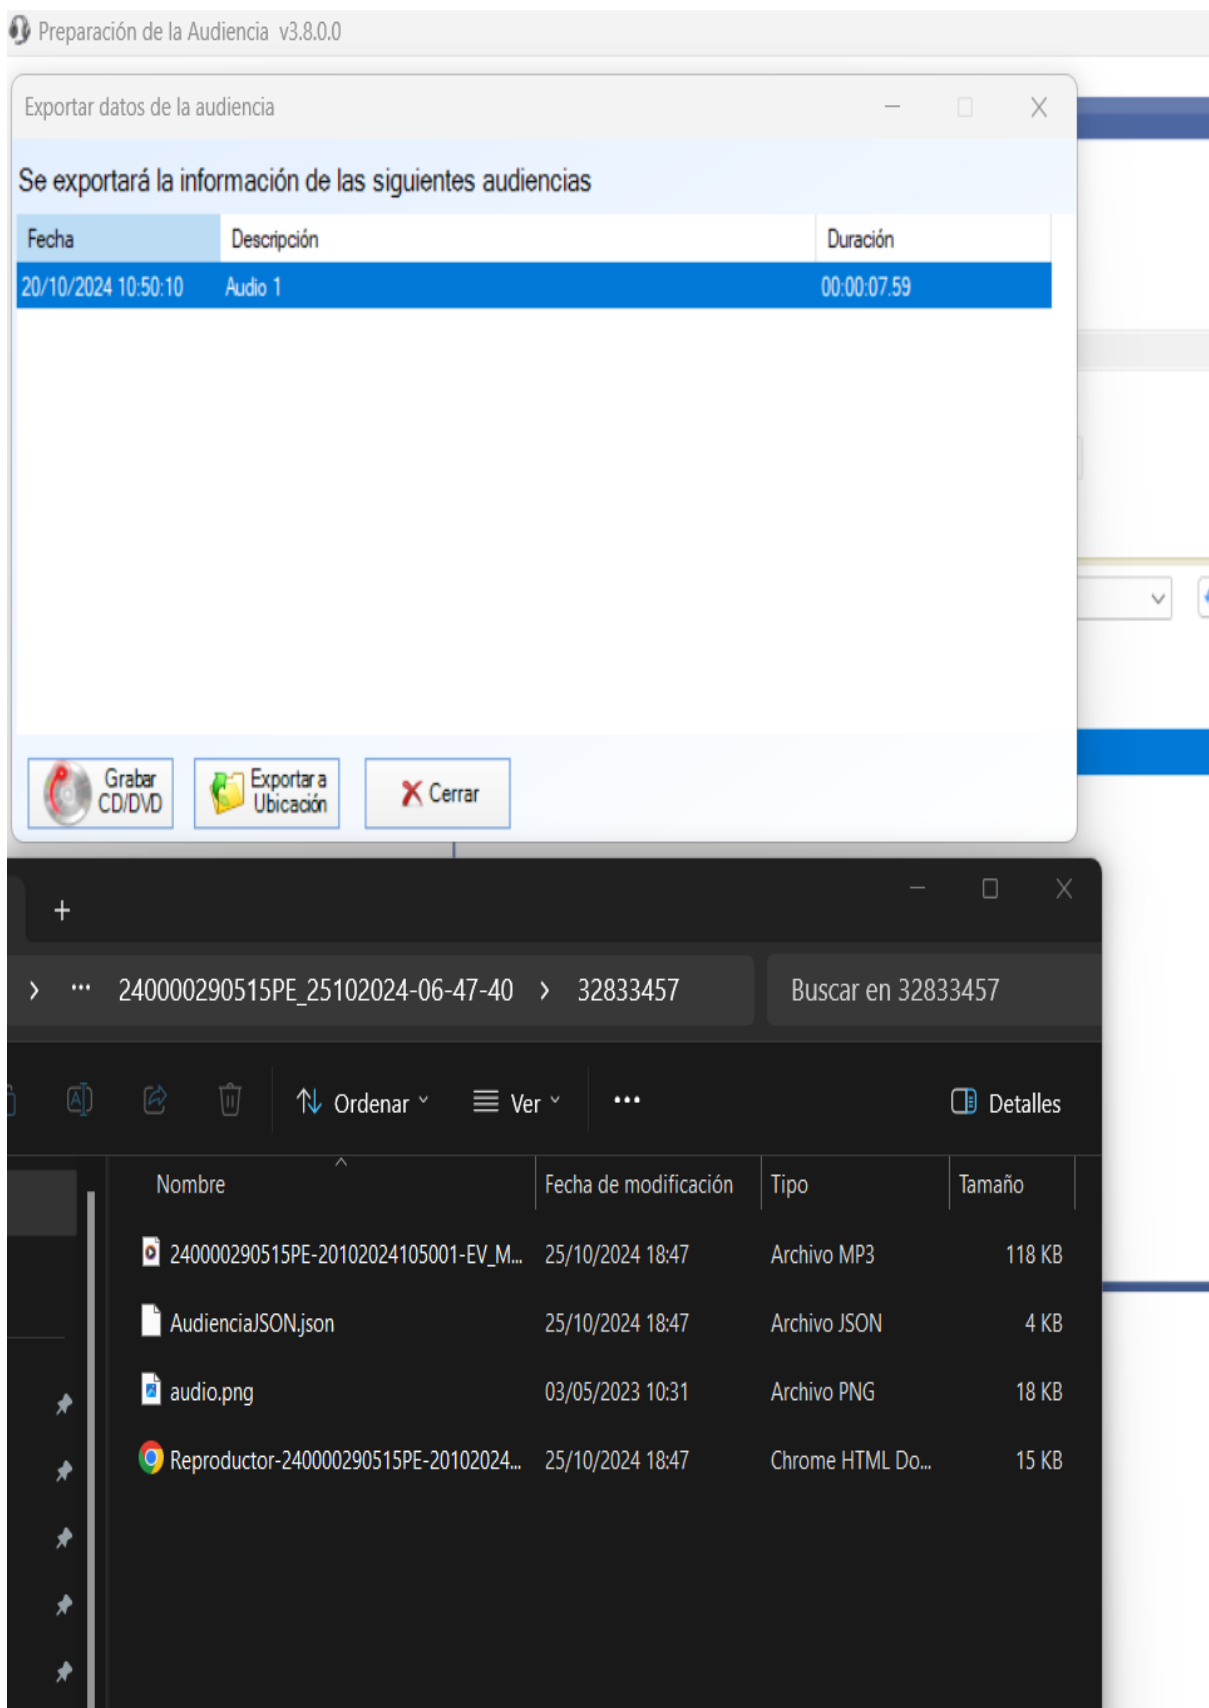 Preparación de la Audiencia v3.8.0.0
Exportar datos de la audiencia
Se exportará la información de las siguientes audiencias
Fecha Descripción Duración
20/10/2024 10:50:10 Audio 1 00:00:07.59
Grabar
CD/DVD
Exportar a
Ubicación
Cerrar
240000290515PE_25102024-06-47-40 > 32833457
Buscar en 32833457
Ordenar
Ver
Detalles
Nombre Fecha de modificación Tipo Tamaño
240000290515PE-20102024105001-EV_M... 25/10/2024 18:47 Archivo MP3 118 KB
AudienciaJSON.json 25/10/2024 18:47 Archivo JSON 4 KB
audio.png 03/05/2023 10:31 Archivo PNG 18 KB
Reproductor-240000290515PE-20102024... 25/10/2024 18:47 Chrome HTML Do... 15 KB